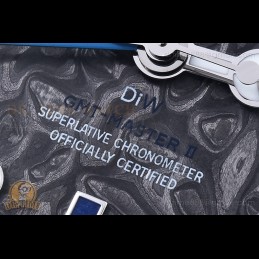 DiW
GMT-MASTER II
SUPERLATIVE CHRONOMETER
OFFICIALLY CERTIFIED